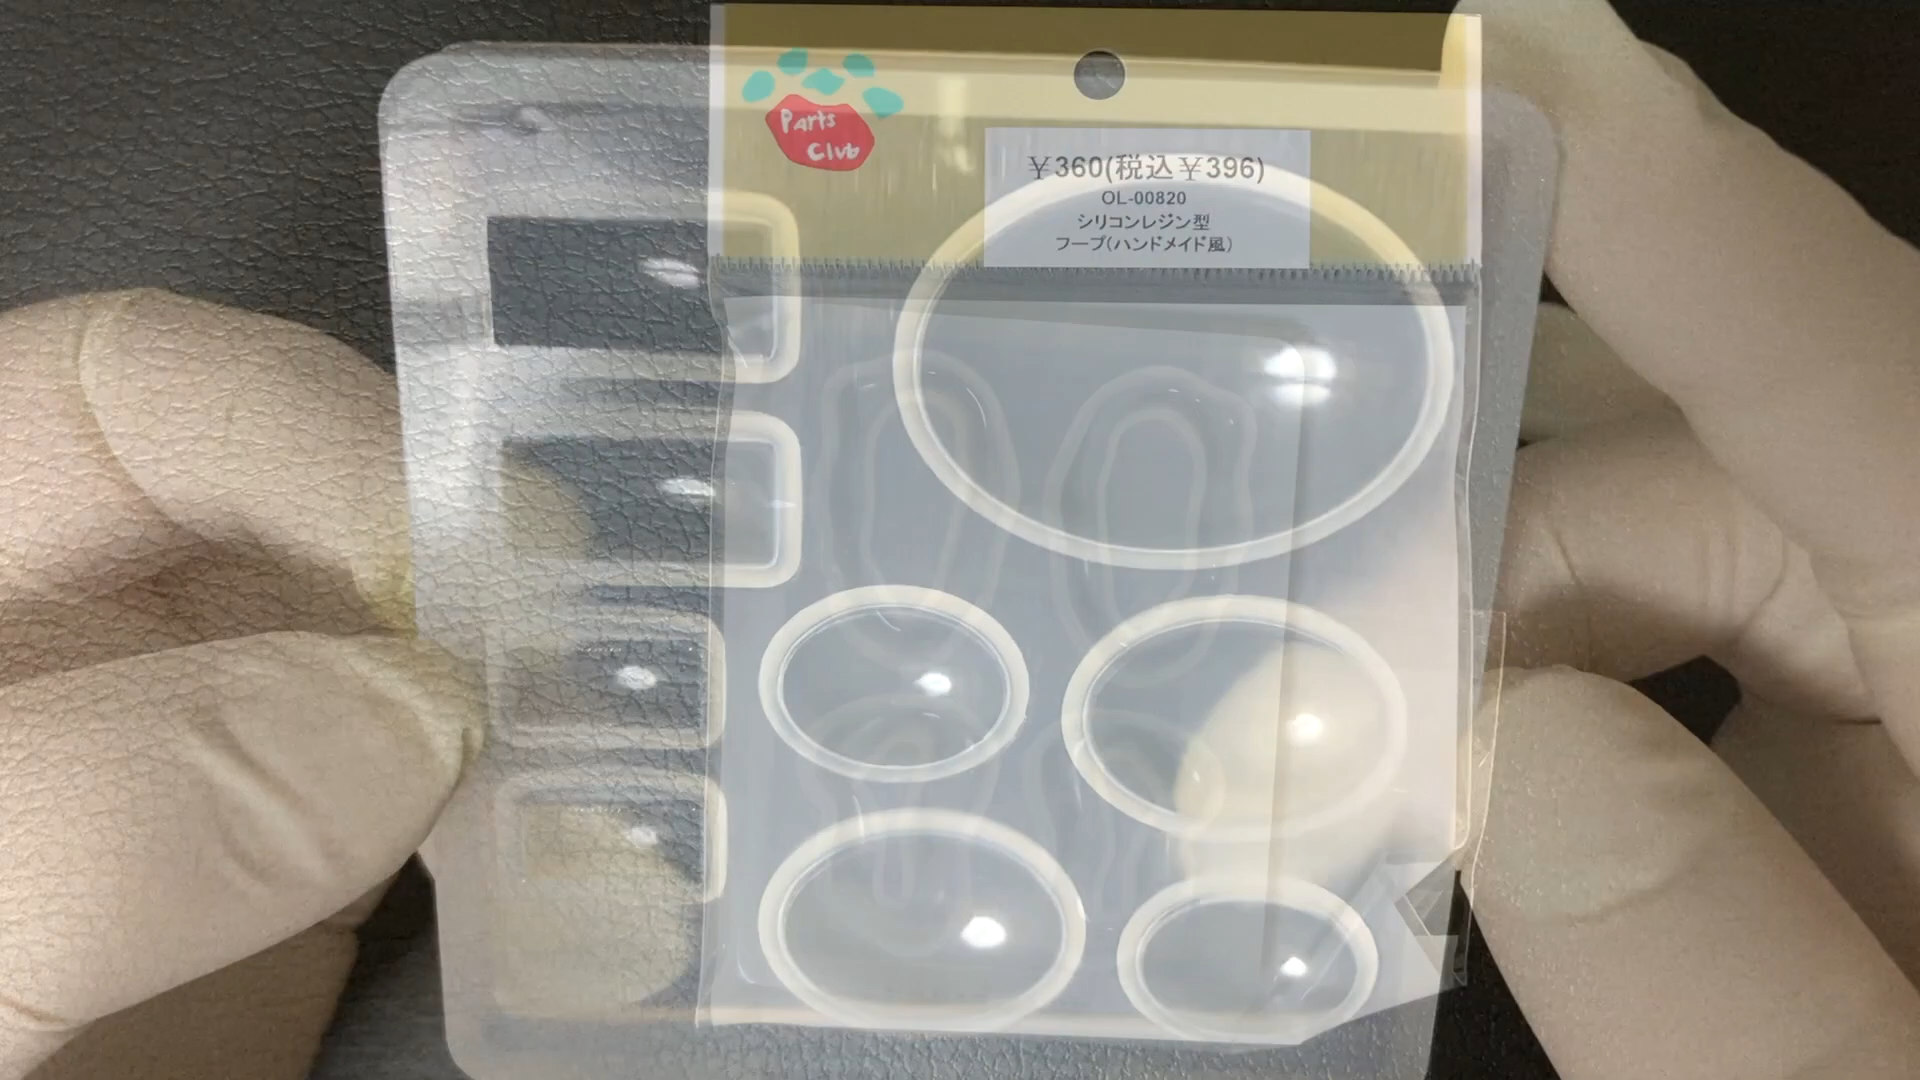 Parts
Club
￥360(税込￥396)
OL-00820
シリコンレジン型
フープ(ハンドメイド風)